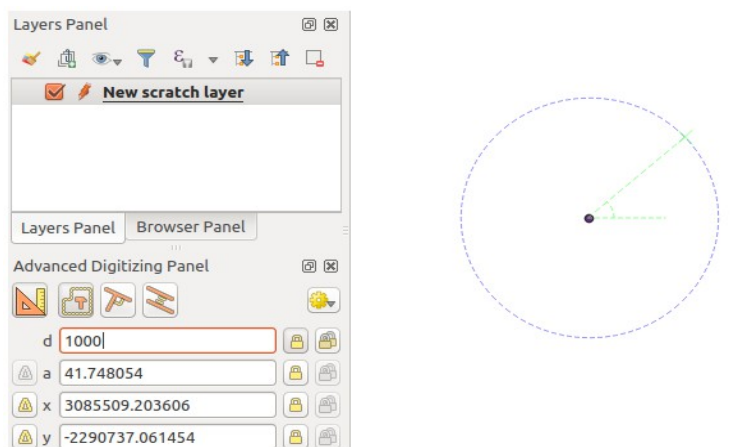 Layers Panel
New scratch layer
Layers Panel Browser Panel
Advanced Digitizing Panel
d 1000
a 41.748054
x 3085509.203606
y -2290737.061454